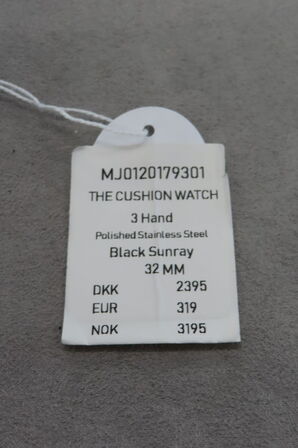 MJ0120179301
THE CUSHION WATCH
3 Hand
Polished Stainless Steel
Black Sunray
32 MM
DKK 2395
EUR 319
NOK 3195